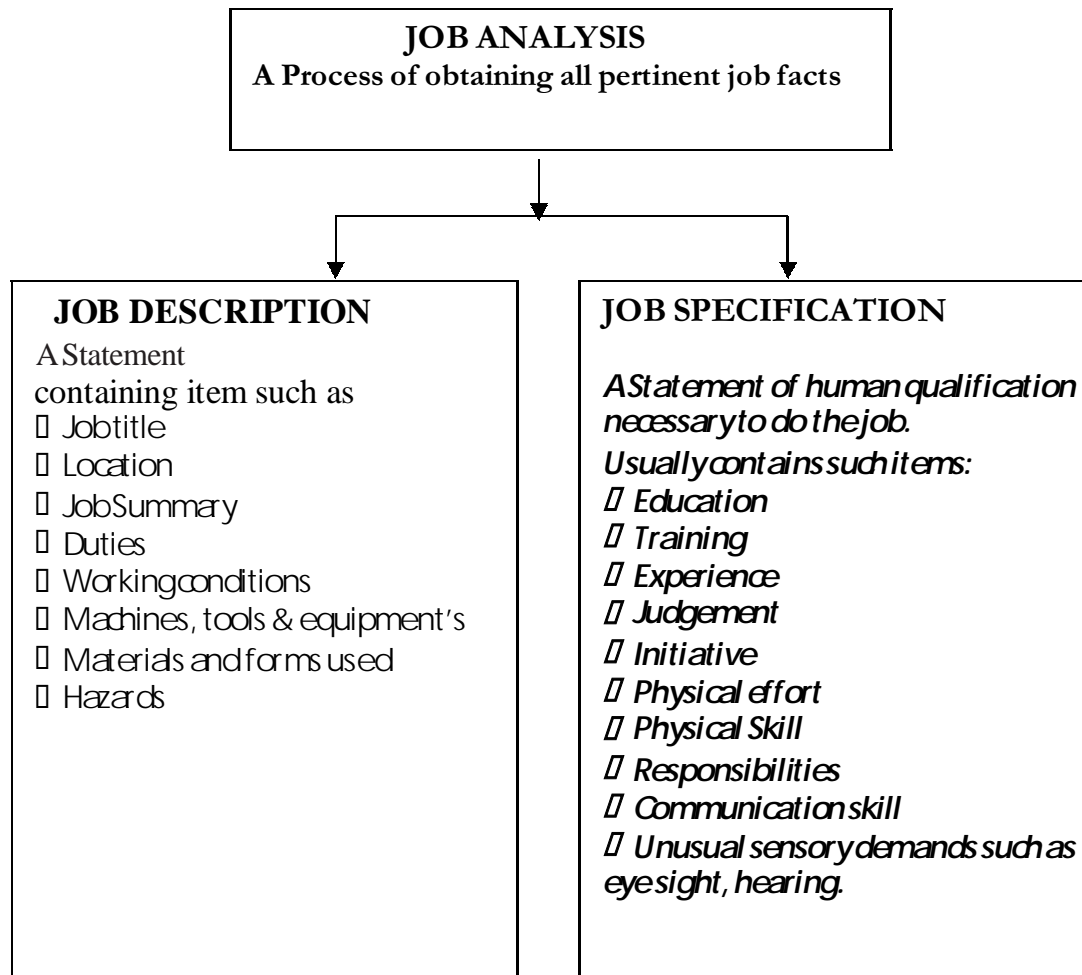 JOB ANALYSIS
A Process of obtaining all pertinent job facts
JOB DESCRIPTION
A Statement
containing item such as
▯ Job title
▯ Location
▯ Job Summary
▯ Duties
▯ Working conditions
▯ Machines, tools & equipment's
▯ Materials and forms used
▯ Hazards
JOB SPECIFICATION
A Statement of human qualification
necessary to do the job.
Usually contains such items:
▯ Education
▯ Training
▯ Experience
▯ Judgement
▯ Initiative
▯ Physical effort
▯ Physical Skill
▯ Responsibilities
▯ Communication skill
▯ Unusual sensory demands such as
eye sight, hearing.